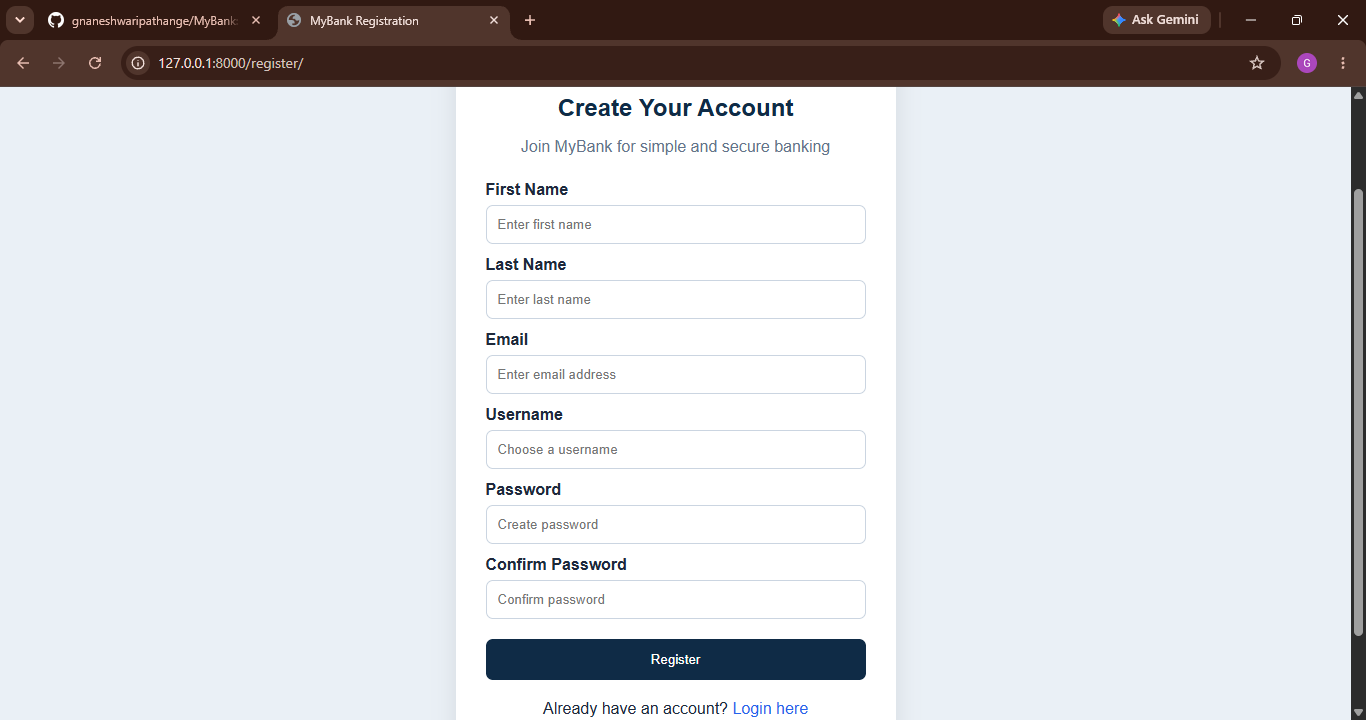 gnaneshwaripathange/MyBank
MyBank Registration
Ask Gemini
127.0.0.1:8000/register/
G
Create Your Account
Join MyBank for simple and secure banking
First Name
Enter first name
Last Name
Enter last name
Email
Enter email address
Username
Choose a username
Password
Create password
Confirm Password
Confirm password
Register
Already have an account? Login here